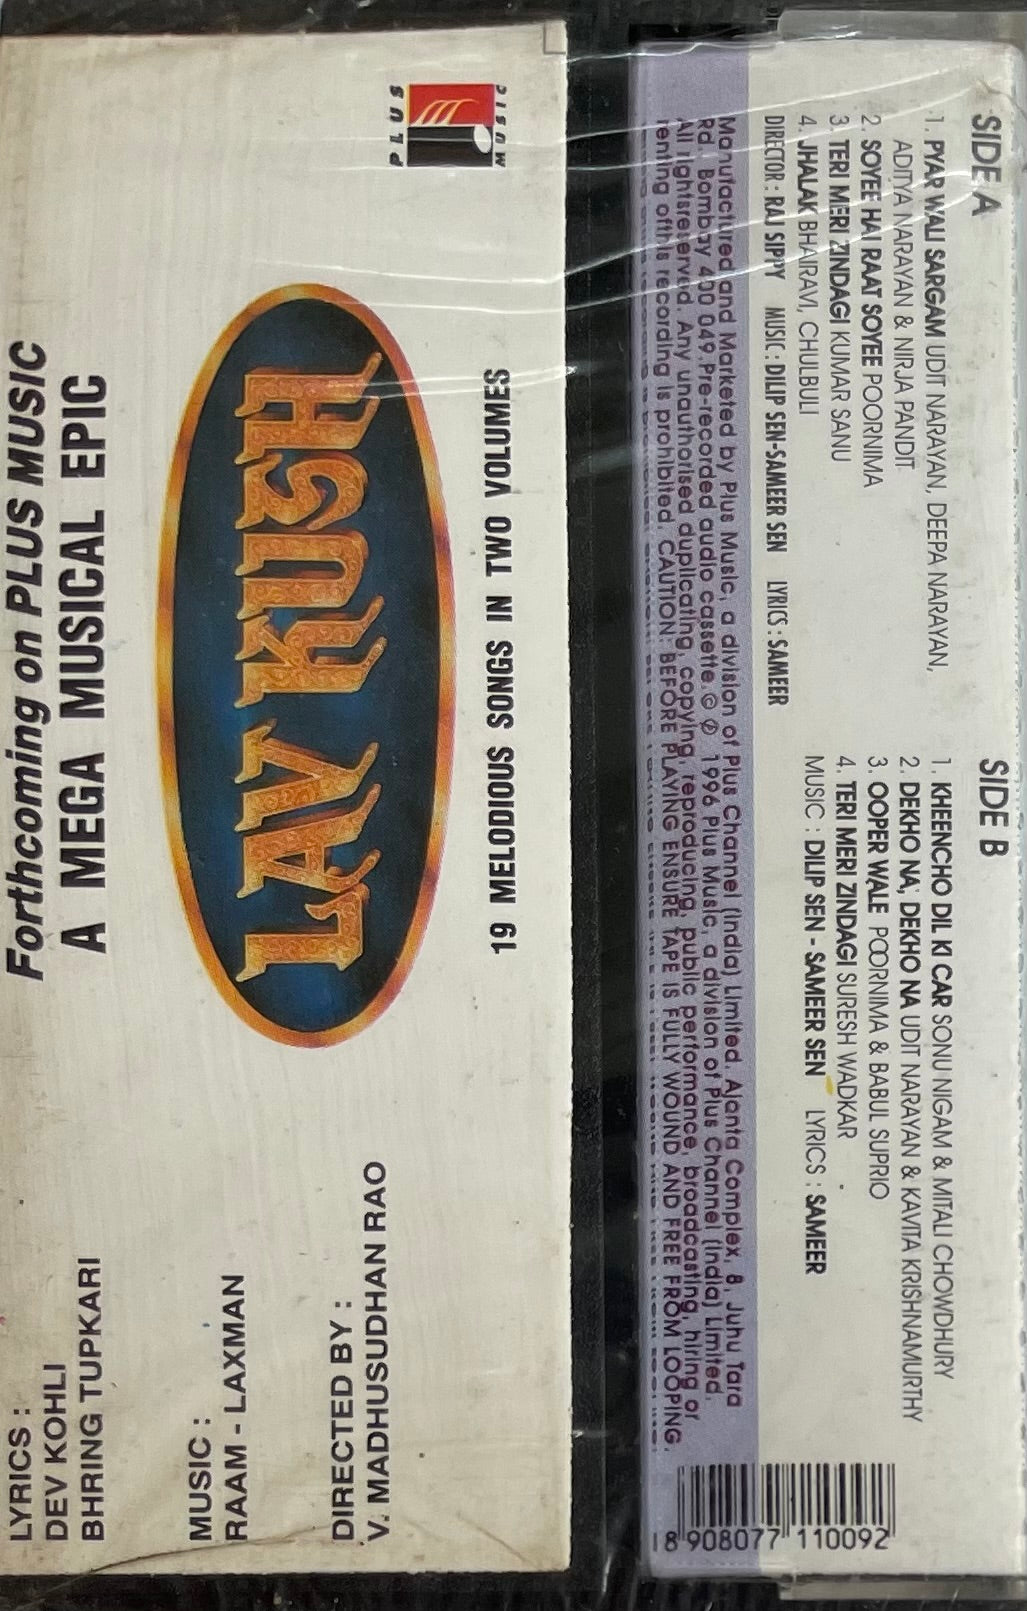 Forthcoming on PLUS MUSIC
A MEGA MUSICAL EPIC
LAV KUSH
19 MELODIOUS SONGS IN TWO VOLUMES
MUSIC
PLUS
LYRICS :
DEV KOHLI
BHRING TUPKARI
MUSIC :
RAAM - LAXMAN
DIRECTED BY :
V. MADHUSUDHAN RAO
SIDE A
1. PYAR WALI SARGAM UDIT NARAYAN, DEEPA NARAYAN,
ADITYA NARAYAN & NIRJA PANDIT
2. SOYEE HAI RAAT SOYEE POORNIMA
3. TERI MERI ZINDAGI KUMAR SANU
4. JHALAK BHAIRAVI, CHULBULI
DIRECTOR : RAJ SIPPY MUSIC : DILIP SEN-SAMEER SEN LYRICS : SAMEER
SIDE B
1. KHEENCHO DIL KI CAR SONU NIGAM & MITALI CHOWDHURY
2. DEKHO NA, DEKHO NA UDIT NARAYAN & KAVITA KRISHNAMURTHY
3. OOPER WALE POORNIMA & BABUL SUPRIO
4. TERI MERI ZINDAGI SURESH WADKAR
MUSIC : DILIP SEN - SAMEER SEN LYRICS : SAMEER
Manufactured and Marketed by Plus Music, a division of Plus Channel (India) Limited, Ajanta Complex, 8, Juhu Tara
Rd., Bombay 400 049 Pre-recorded audio cassette. © ℗ 1996 Plus Music, a division of Plus Channel (India) Limited.
All rightsreserved. Any unauthorised duplicating, copying, reproducing, public performance, broadcasting, hiring or
renting ofthis recording is prohibited. CAUTION: BEFORE PLAYING ENSURE TAPE IS FULLY WOUND AND FREE FROM LOOPING.
8 908077 110092